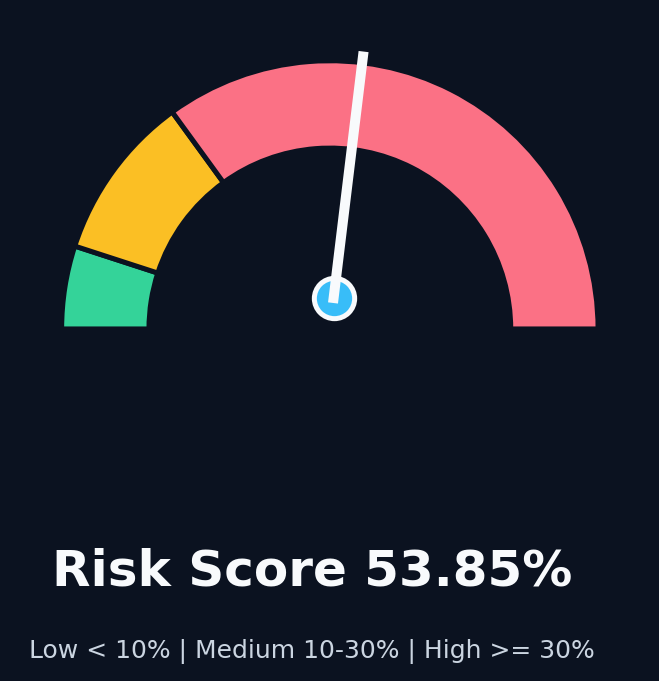 Risk Score 53.85%
Low < 10% | Medium 10-30% | High >= 30%